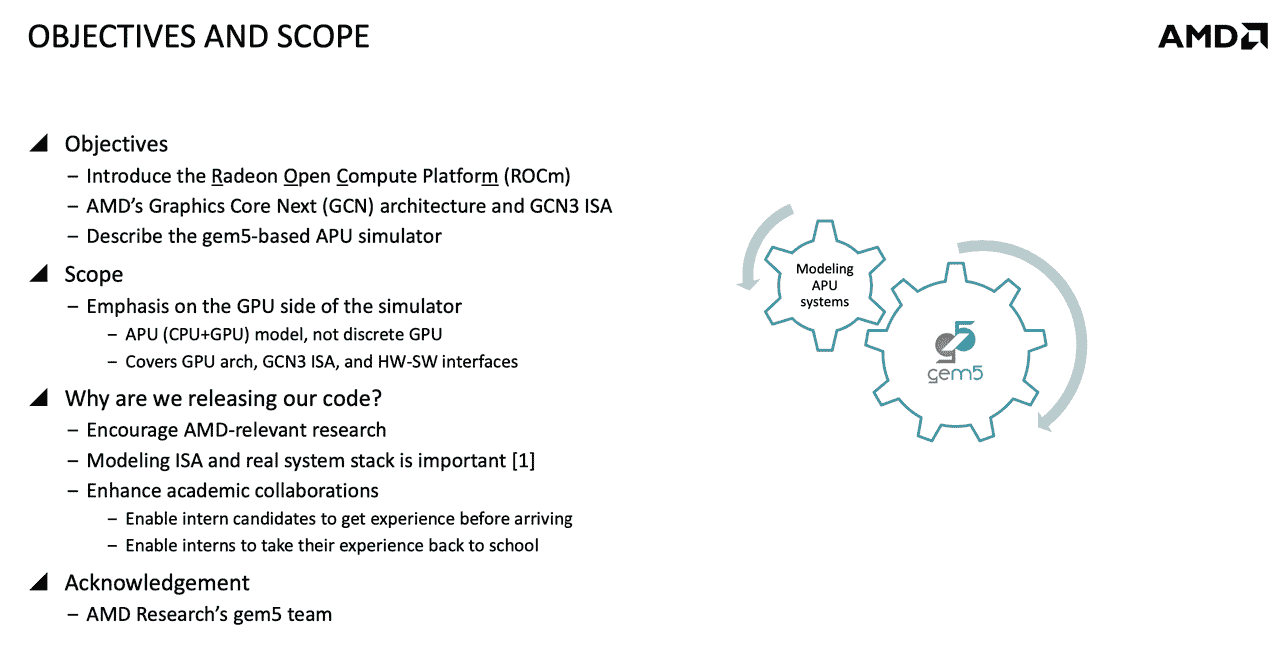 OBJECTIVES AND SCOPE
AMD
Objectives
– Introduce the Radeon Open Compute Platform (ROCm)
– AMD’s Graphics Core Next (GCN) architecture and GCN3 ISA
– Describe the gem5-based APU simulator
Scope
– Emphasis on the GPU side of the simulator
– APU (CPU+GPU) model, not discrete GPU
– Covers GPU arch, GCN3 ISA, and HW-SW interfaces
Why are we releasing our code?
– Encourage AMD-relevant research
– Modeling ISA and real system stack is important [1]
– Enhance academic collaborations
– Enable intern candidates to get experience before arriving
– Enable interns to take their experience back to school
Acknowledgement
– AMD Research’s gem5 team
Modeling
APU
systems
g5
gem5